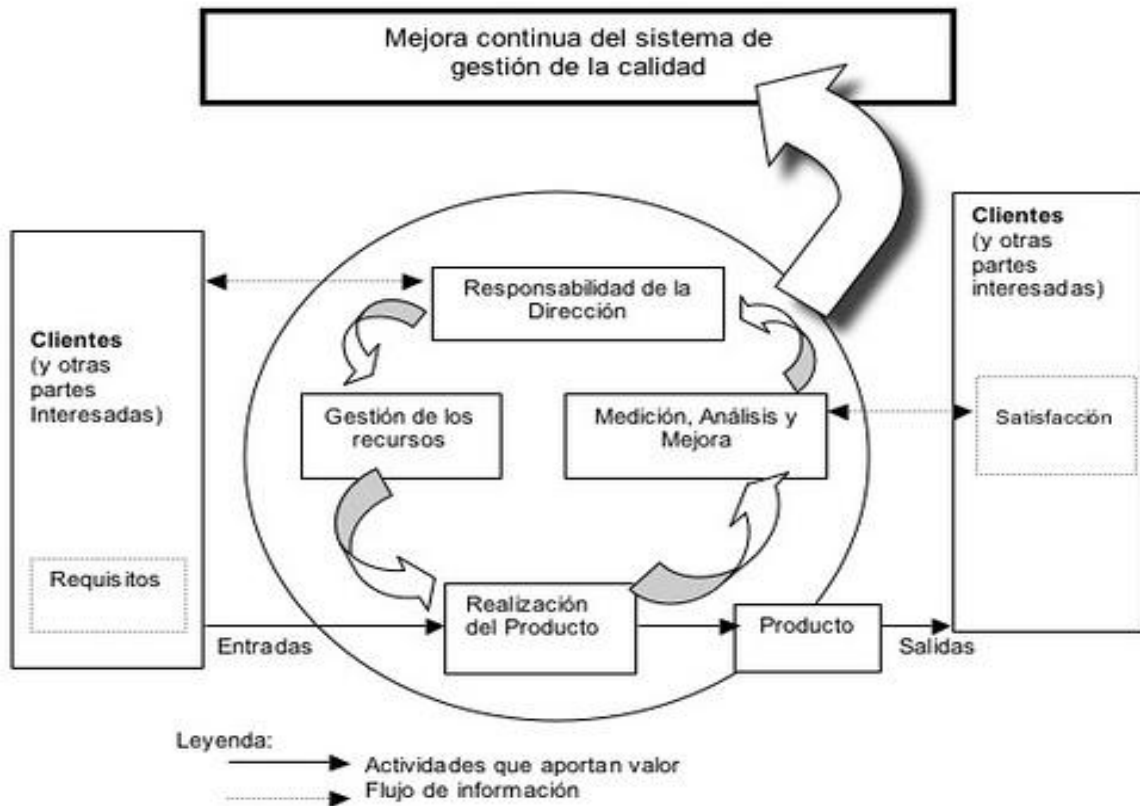 Mejora continua del sistema de
gestión de la calidad
Clientes
(y otras
partes
interesadas)
Responsabilidad de la
Dirección
Clientes
(y otras
partes
Interesadas)
Gestión de los
recursos
Medición, Análisis y
Mejora
Satisfacción
Requisitos
Realización
del Producto
Producto
Entradas
Salidas
Leyenda:
Actividades que aportan valor
Flujo de información